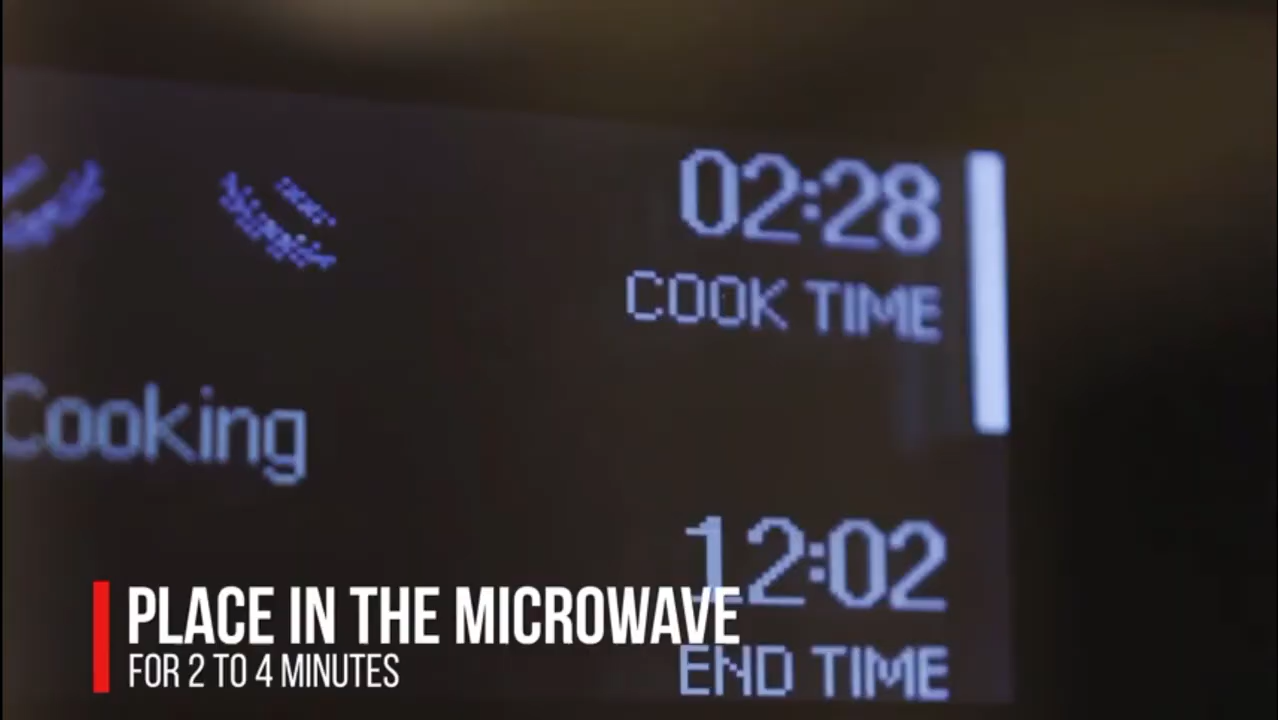 02:28
COOK TIME
Cooking
12:02
END TIME
PLACE IN THE MICROWAVE
FOR 2 TO 4 MINUTES